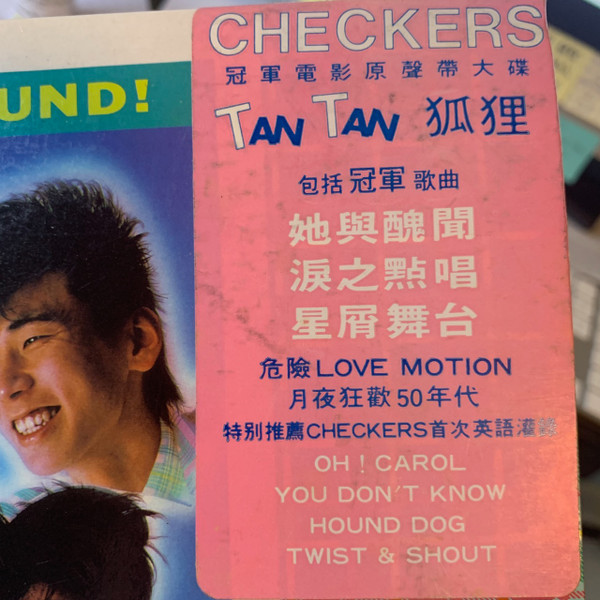 UND!
CHECKERS
冠軍電影原聲帶大碟
TAN TAN 狐狸
包括冠軍歌曲
她與醜聞
淚之點唱
星屑舞台
危險LOVE MOTION
月夜狂歡50年代
特别推薦CHECKERS首次英語灌錄
OH! CAROL
YOU DON'T KNOW
HOUND DOG
TWIST & SHOUT